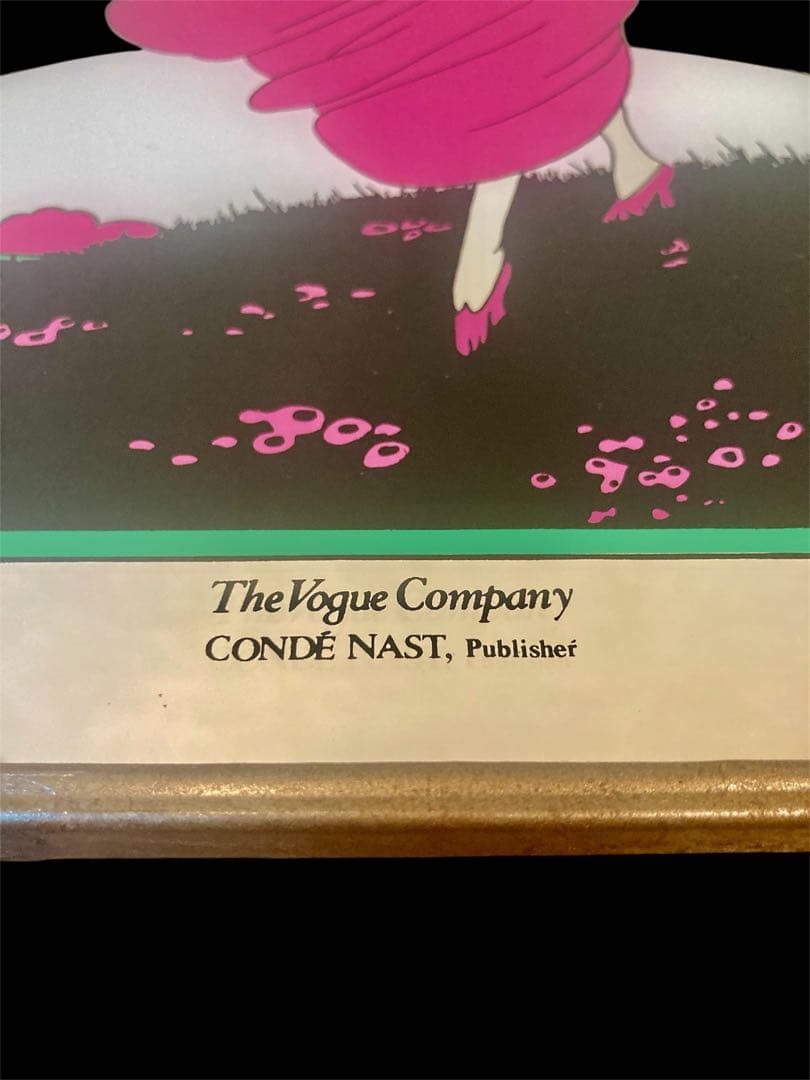 The Vogue Company
CONDÉ NAST, Publisher